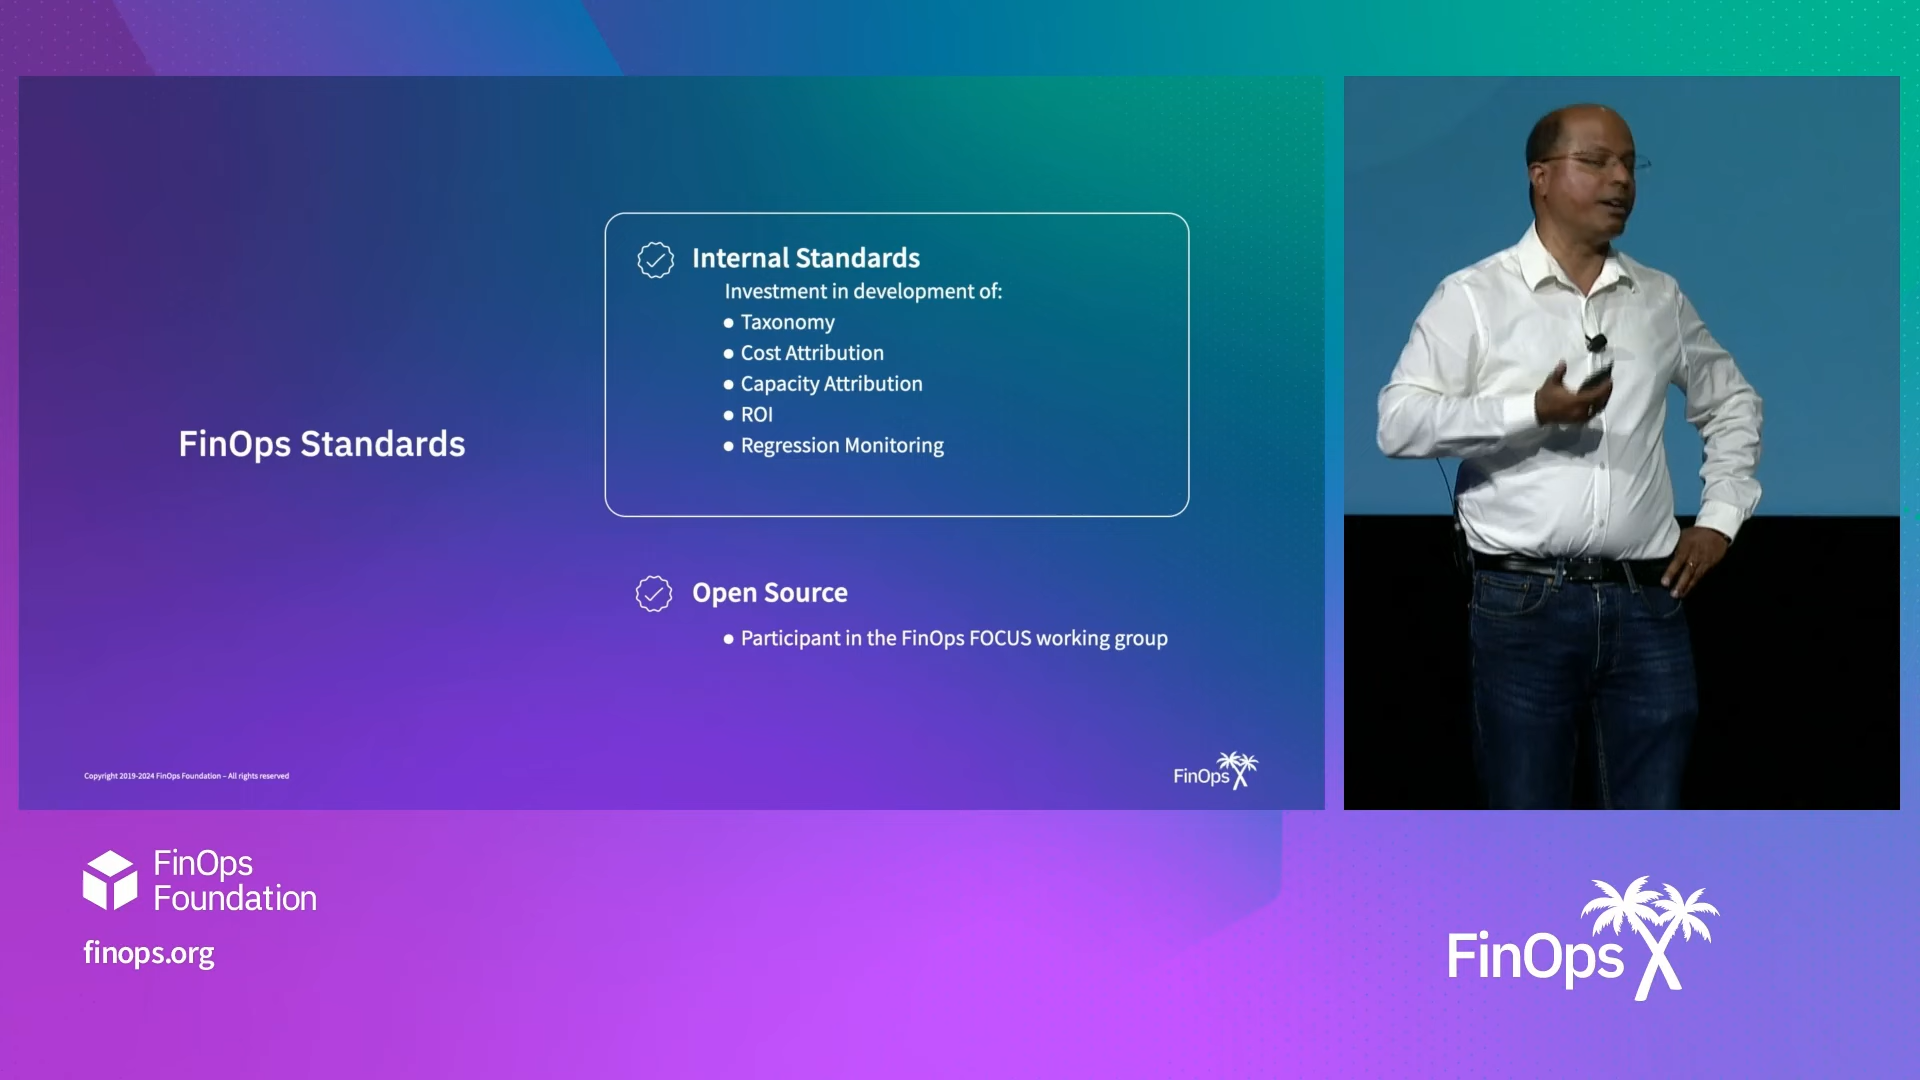 FinOps Standards
Internal Standards
Investment in development of:
● Taxonomy
● Cost Attribution
● Capacity Attribution
● ROI
● Regression Monitoring
Open Source
● Participant in the FinOps FOCUS working group
Copyright 2019-2024 FinOps Foundation – All rights reserved
FinOps X
FinOps
Foundation
finops.org
FinOps X